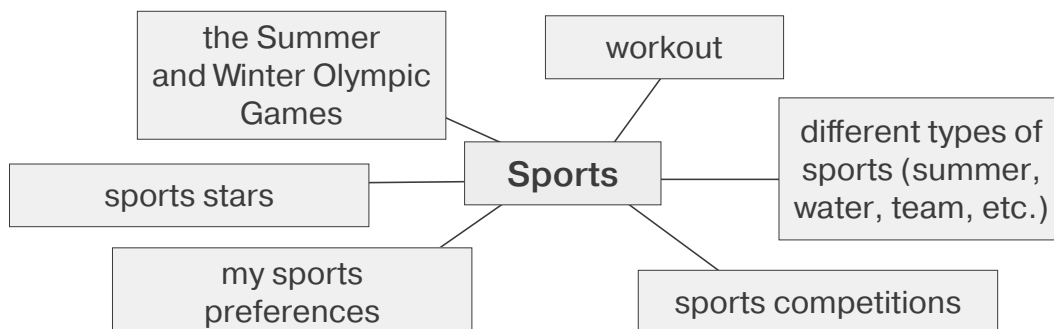 the Summer
and Winter Olympic
Games
workout
different types of
sports (summer,
water, team, etc.)
Sports
sports stars
my sports
preferences
sports competitions